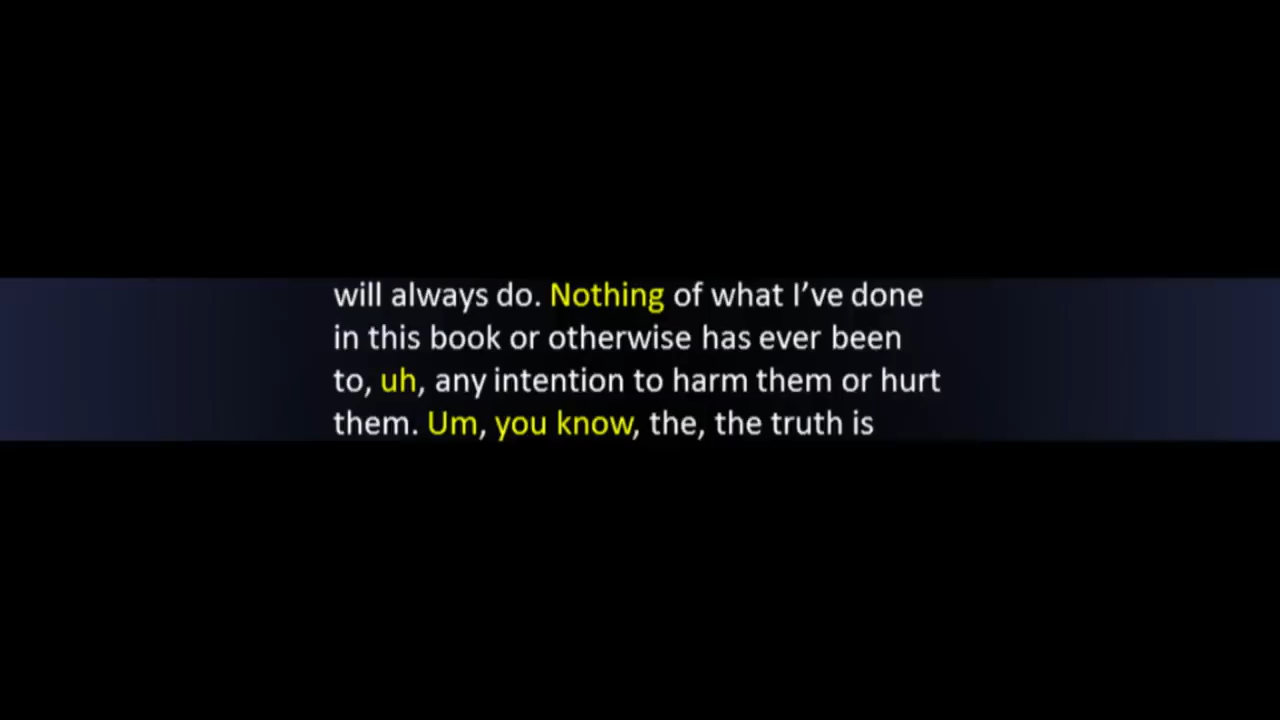 will always do. Nothing of what I’ve done
in this book or otherwise has ever been
to, uh, any intention to harm them or hurt
them. Um, you know, the, the truth is